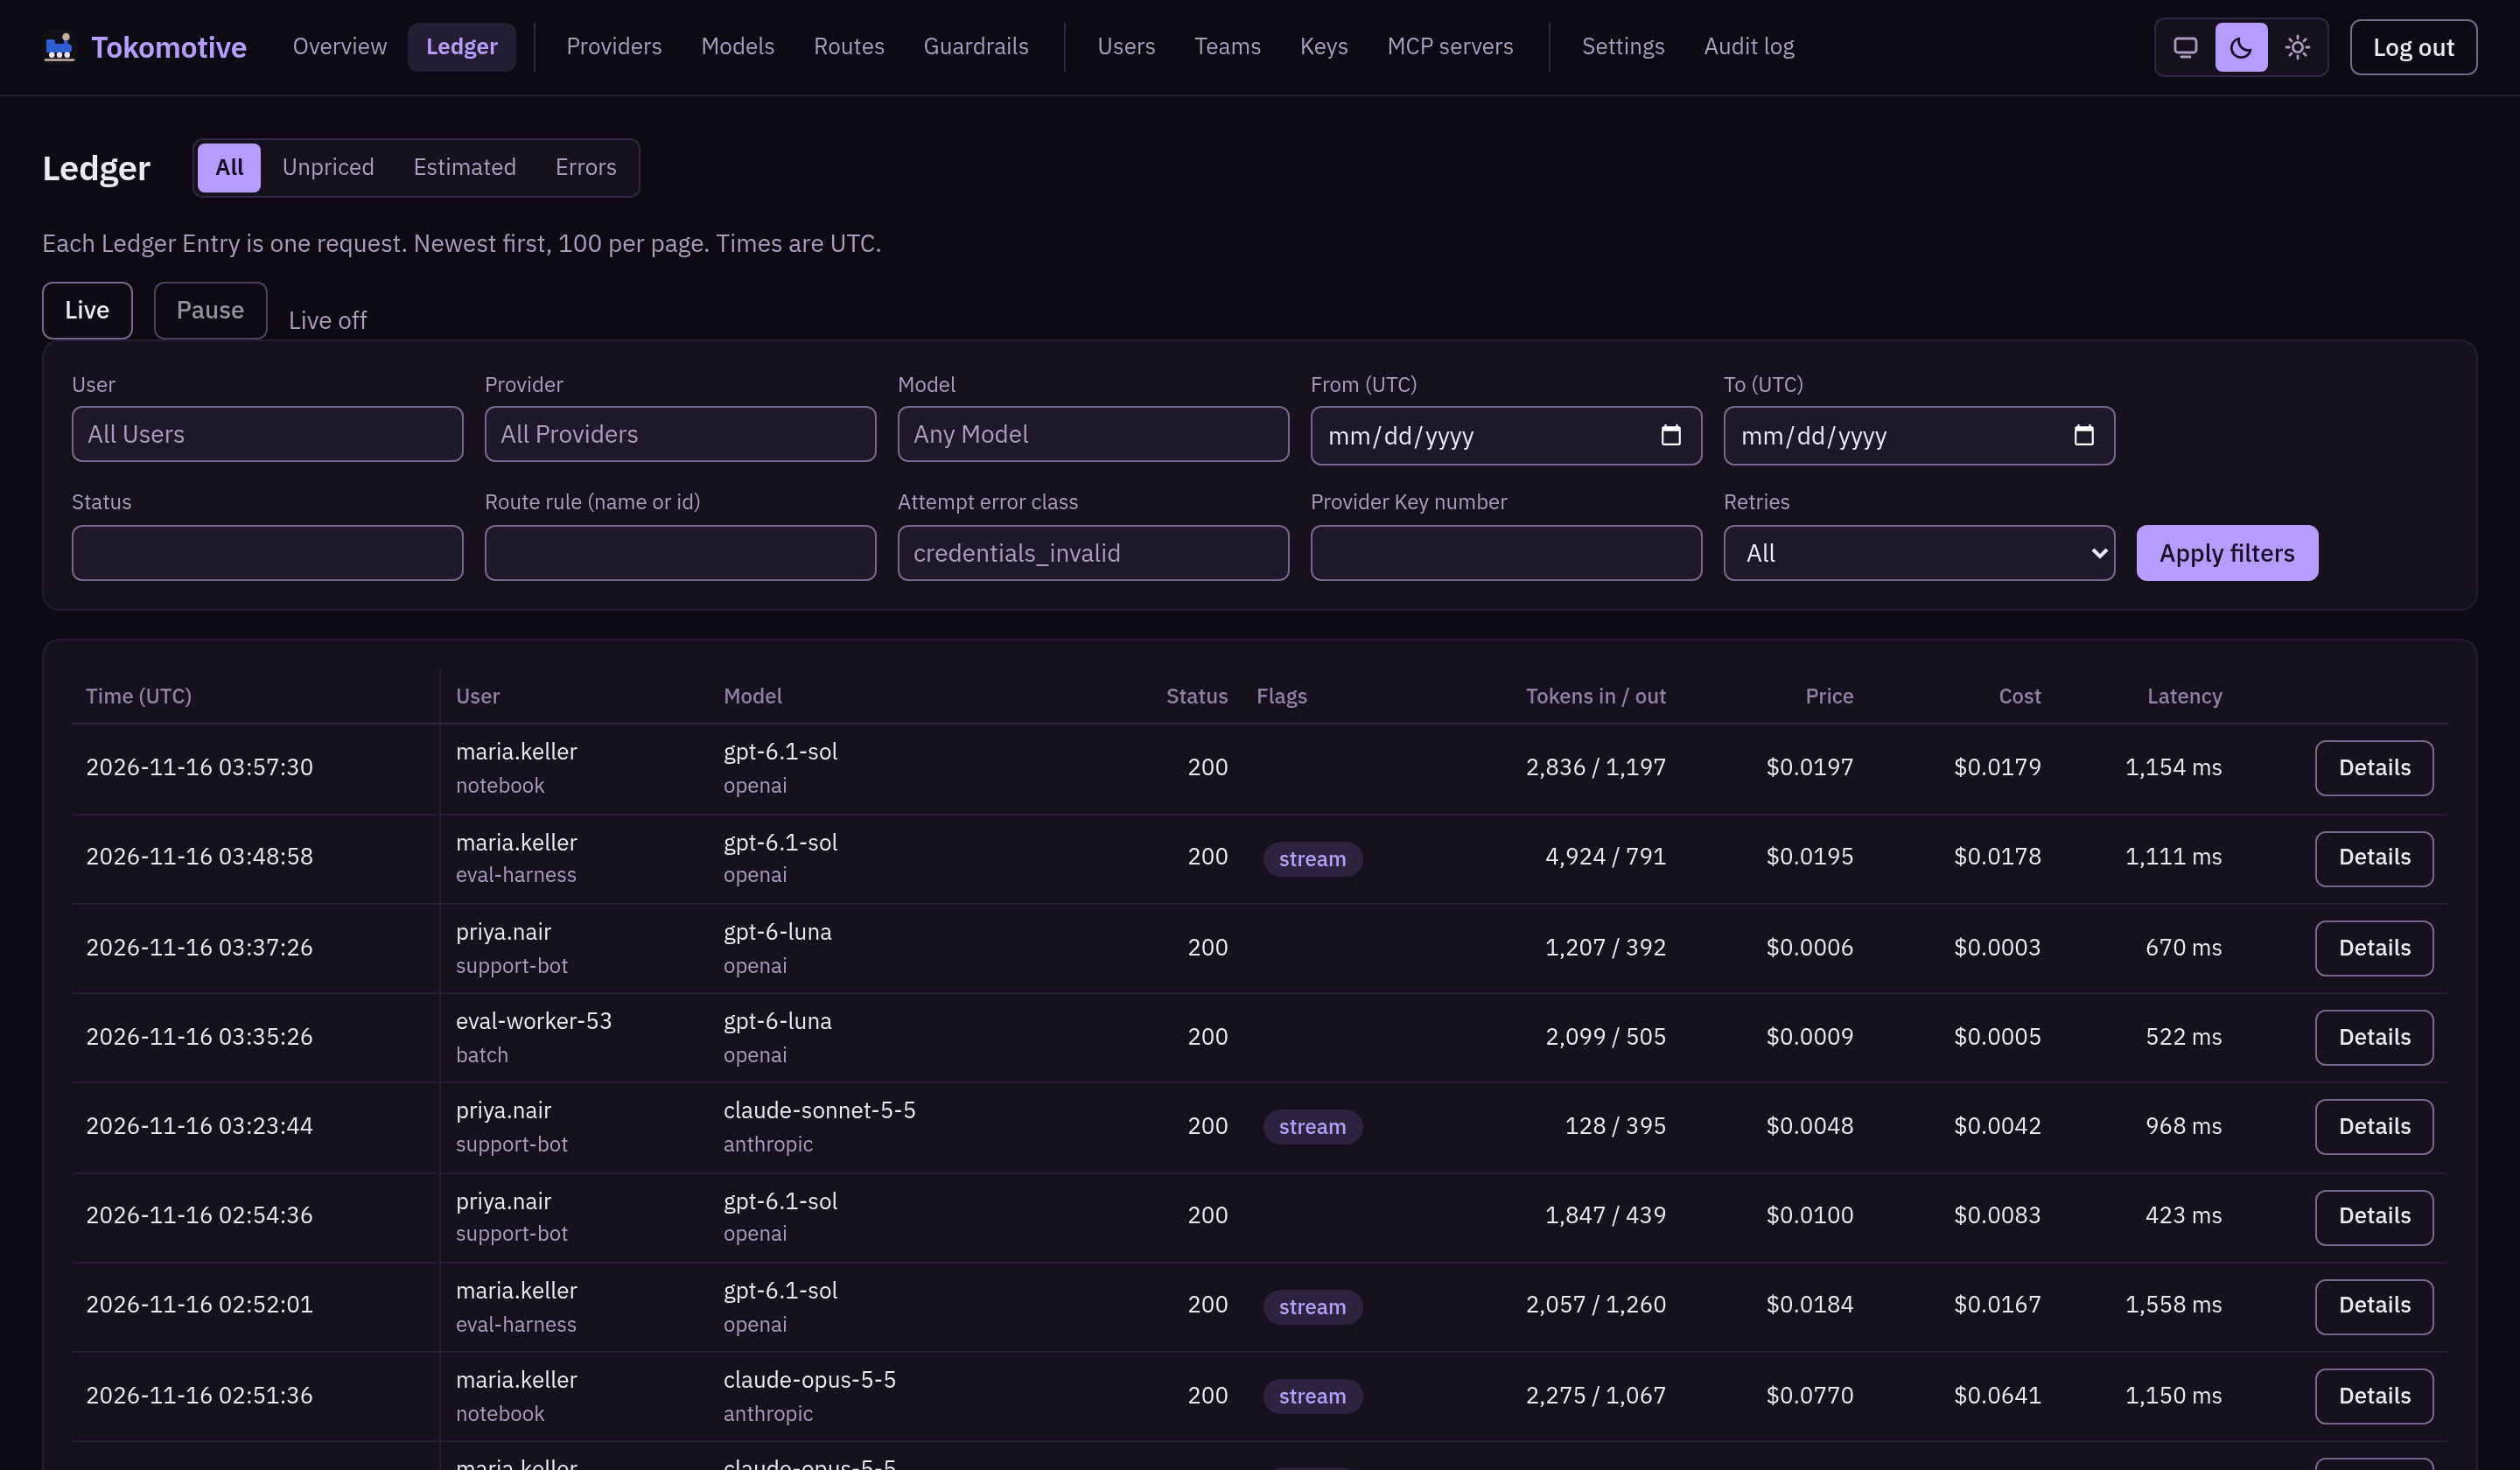 Tokomotive Overview Ledger Providers Models Routes Guardrails Users Teams Keys MCP servers Settings Audit log Log out
Ledger All Unpriced Estimated Errors
Each Ledger Entry is one request. Newest first, 100 per page. Times are UTC.
Live Pause Live off
User Provider Model From (UTC) To (UTC)
All Users All Providers Any Model mm/dd/yyyy mm/dd/yyyy
Status Route rule (name or id) Attempt error class Provider Key number Retries
credentials_invalid All Apply filters
Time (UTC) User Model Status Flags Tokens in / out Price Cost Latency
2026-11-16 03:57:30 maria.keller gpt-6.1-sol 200 2,836 / 1,197 $0.0197 $0.0179 1,154 ms Details
notebook openai
2026-11-16 03:48:58 maria.keller gpt-6.1-sol 200 stream 4,924 / 791 $0.0195 $0.0178 1,111 ms Details
eval-harness openai
2026-11-16 03:37:26 priya.nair gpt-6-luna 200 1,207 / 392 $0.0006 $0.0003 670 ms Details
support-bot openai
2026-11-16 03:35:26 eval-worker-53 gpt-6-luna 200 2,099 / 505 $0.0009 $0.0005 522 ms Details
batch openai
2026-11-16 03:23:44 priya.nair claude-sonnet-5-5 200 stream 128 / 395 $0.0048 $0.0042 968 ms Details
support-bot anthropic
2026-11-16 02:54:36 priya.nair gpt-6.1-sol 200 1,847 / 439 $0.0100 $0.0083 423 ms Details
support-bot openai
2026-11-16 02:52:01 maria.keller gpt-6.1-sol 200 stream 2,057 / 1,260 $0.0184 $0.0167 1,558 ms Details
eval-harness openai
2026-11-16 02:51:36 maria.keller claude-opus-5-5 200 stream 2,275 / 1,067 $0.0770 $0.0641 1,150 ms Details
notebook anthropic
maria.keller claude-opus-5-5